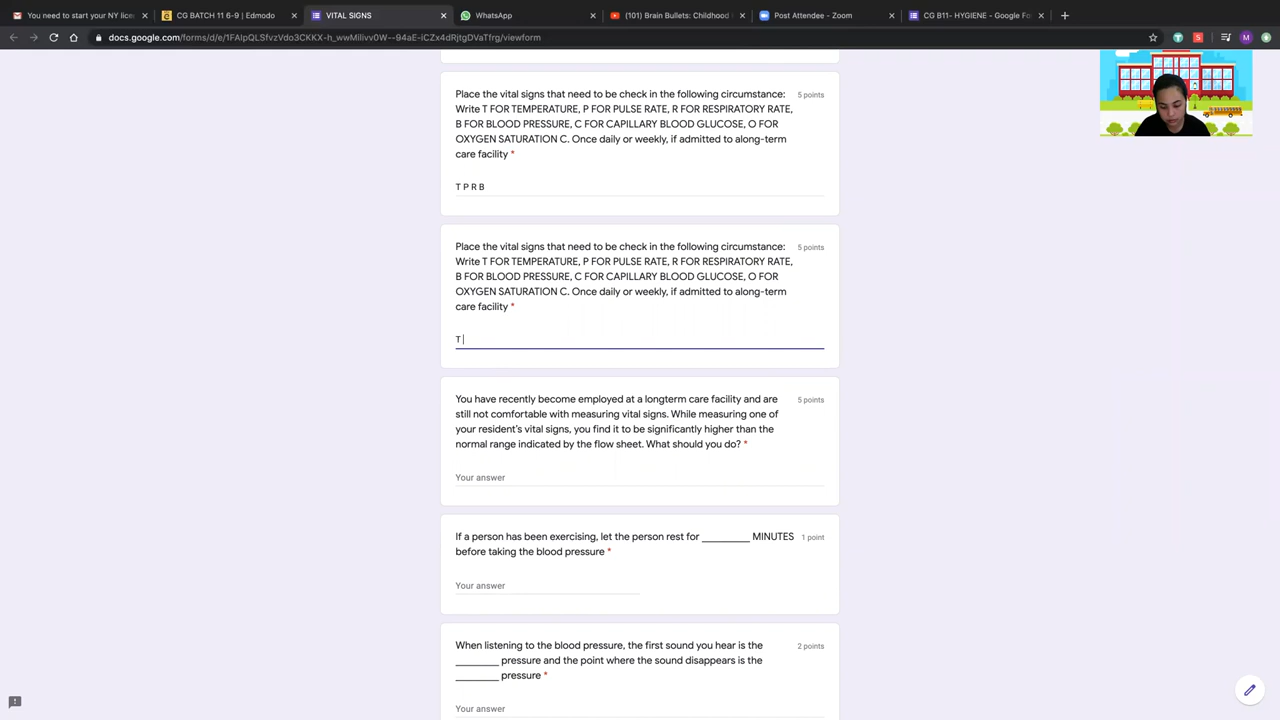 You need to start your NY lice
CG BATCH 11 6-9 | Edmodo
VITAL SIGNS
WhatsApp
(101) Brain Bullets: Childhood
Post Attendee - Zoom
CG B11- HYGIENE - Google Fo
docs.google.com/forms/d/e/1FAIpQLSfvzVdo3CKKX-h_wwMilivv0W--94aE-iCZx4dRjtgDVaTfrg/viewform
Place the vital signs that need to be check in the following circumstance: 5 points
Write T FOR TEMPERATURE, P FOR PULSE RATE, R FOR RESPIRATORY RATE,
B FOR BLOOD PRESSURE, C FOR CAPILLARY BLOOD GLUCOSE, O FOR
OXYGEN SATURATION C. Once daily or weekly, if admitted to along-term
care facility *
T P R B
Place the vital signs that need to be check in the following circumstance: 5 points
Write T FOR TEMPERATURE, P FOR PULSE RATE, R FOR RESPIRATORY RATE,
B FOR BLOOD PRESSURE, C FOR CAPILLARY BLOOD GLUCOSE, O FOR
OXYGEN SATURATION C. Once daily or weekly, if admitted to along-term
care facility *
T
You have recently become employed at a longterm care facility and are 5 points
still not comfortable with measuring vital signs. While measuring one of
your resident's vital signs, you find it to be significantly higher than the
normal range indicated by the flow sheet. What should you do? *
Your answer
If a person has been exercising, let the person rest for _________ MINUTES 1 point
before taking the blood pressure *
Your answer
When listening to the blood pressure, the first sound you hear is the 2 points
________ pressure and the point where the sound disappears is the
________ pressure *
Your answer